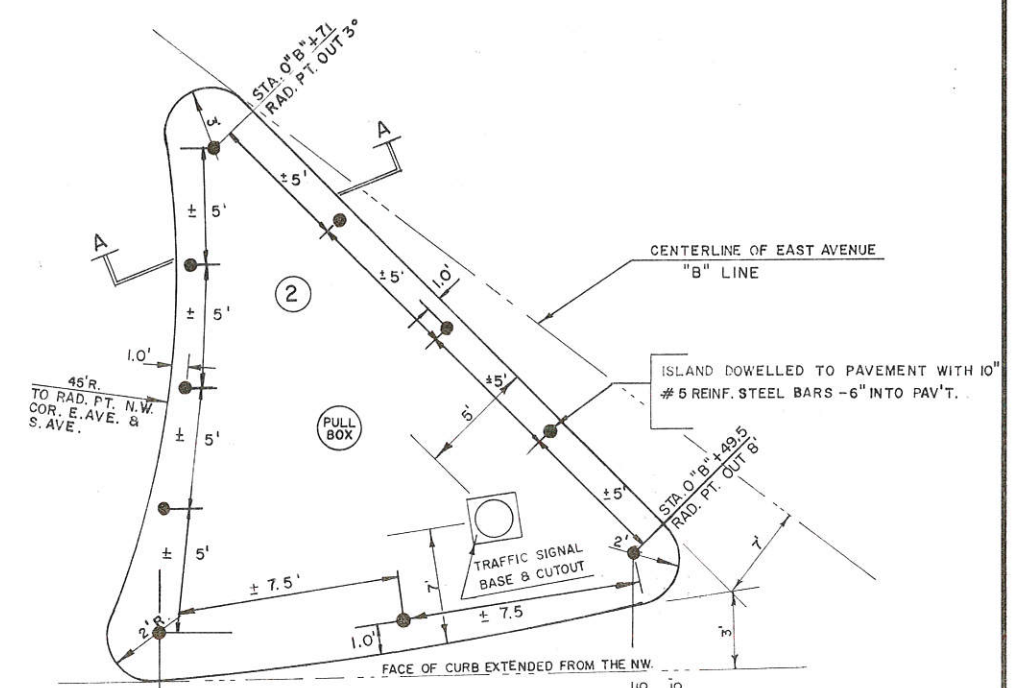 STA. 0"B"+71
RAD. PT. OUT 3°
3'
A
±5'
± 5'
A
±5'
CENTERLINE OF EAST AVENUE
"B" LINE
1.0'
2
± 5'
1.0'
45'R.
TO RAD. PT. N.W.
COR. E. AVE. &
S. AVE.
±5'
ISLAND DOWELLED TO PAVEMENT WITH 10"
# 5 REINF. STEEL BARS -6" INTO PAV'T.
5'
PULL
BOX
± 5'
STA. 0"B"+49.5
RAD. PT. OUT 8'
±5'
± 5'
2'
7'
TRAFFIC SIGNAL
BASE & CUTOUT
7'
± 7.5'
± 7.5
2' R.
1.0'
3'
FACE OF CURB EXTENDED FROM THE NW.